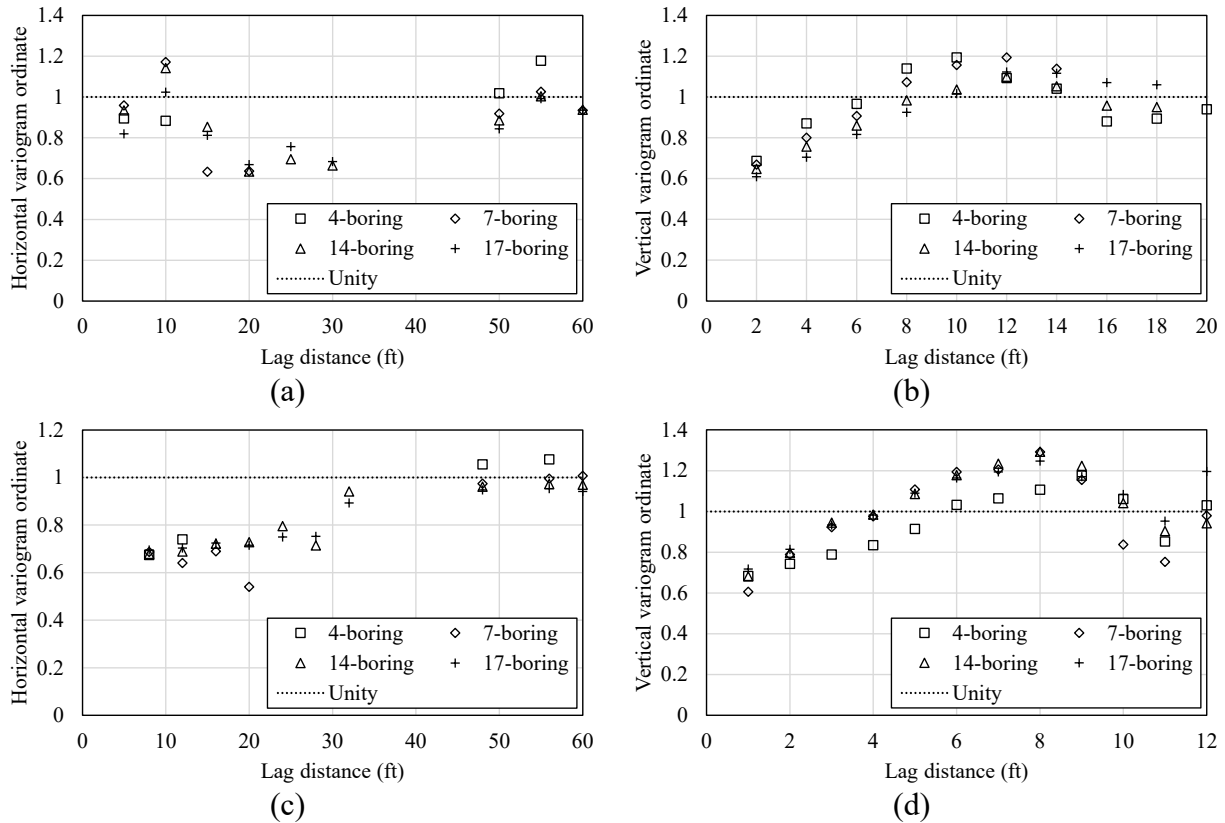 Horizontal variogram ordinate
1.4
1.2
1
0.8
0.6
0.4
0.2
0
0 10 20 30 40 50 60
Lag distance (ft)
4-boring 7-boring
14-boring 17-boring
Unity
(a)
Vertical variogram ordinate
1.4
1.2
1
0.8
0.6
0.4
0.2
0
0 2 4 6 8 10 12 14 16 18 20
Lag distance (ft)
4-boring 7-boring
14-boring 17-boring
Unity
(b)
Horizontal variogram ordinate
1.2
1
0.8
0.6
0.4
0.2
0
0 10 20 30 40 50 60
Lag distance (ft)
4-boring 7-boring
14-boring 17-boring
Unity
(c)
Vertical variogram ordinate
1.4
1.2
1
0.8
0.6
0.4
0.2
0
0 2 4 6 8 10 12
Lag distance (ft)
4-boring 7-boring
14-boring 17-boring
Unity
(d)